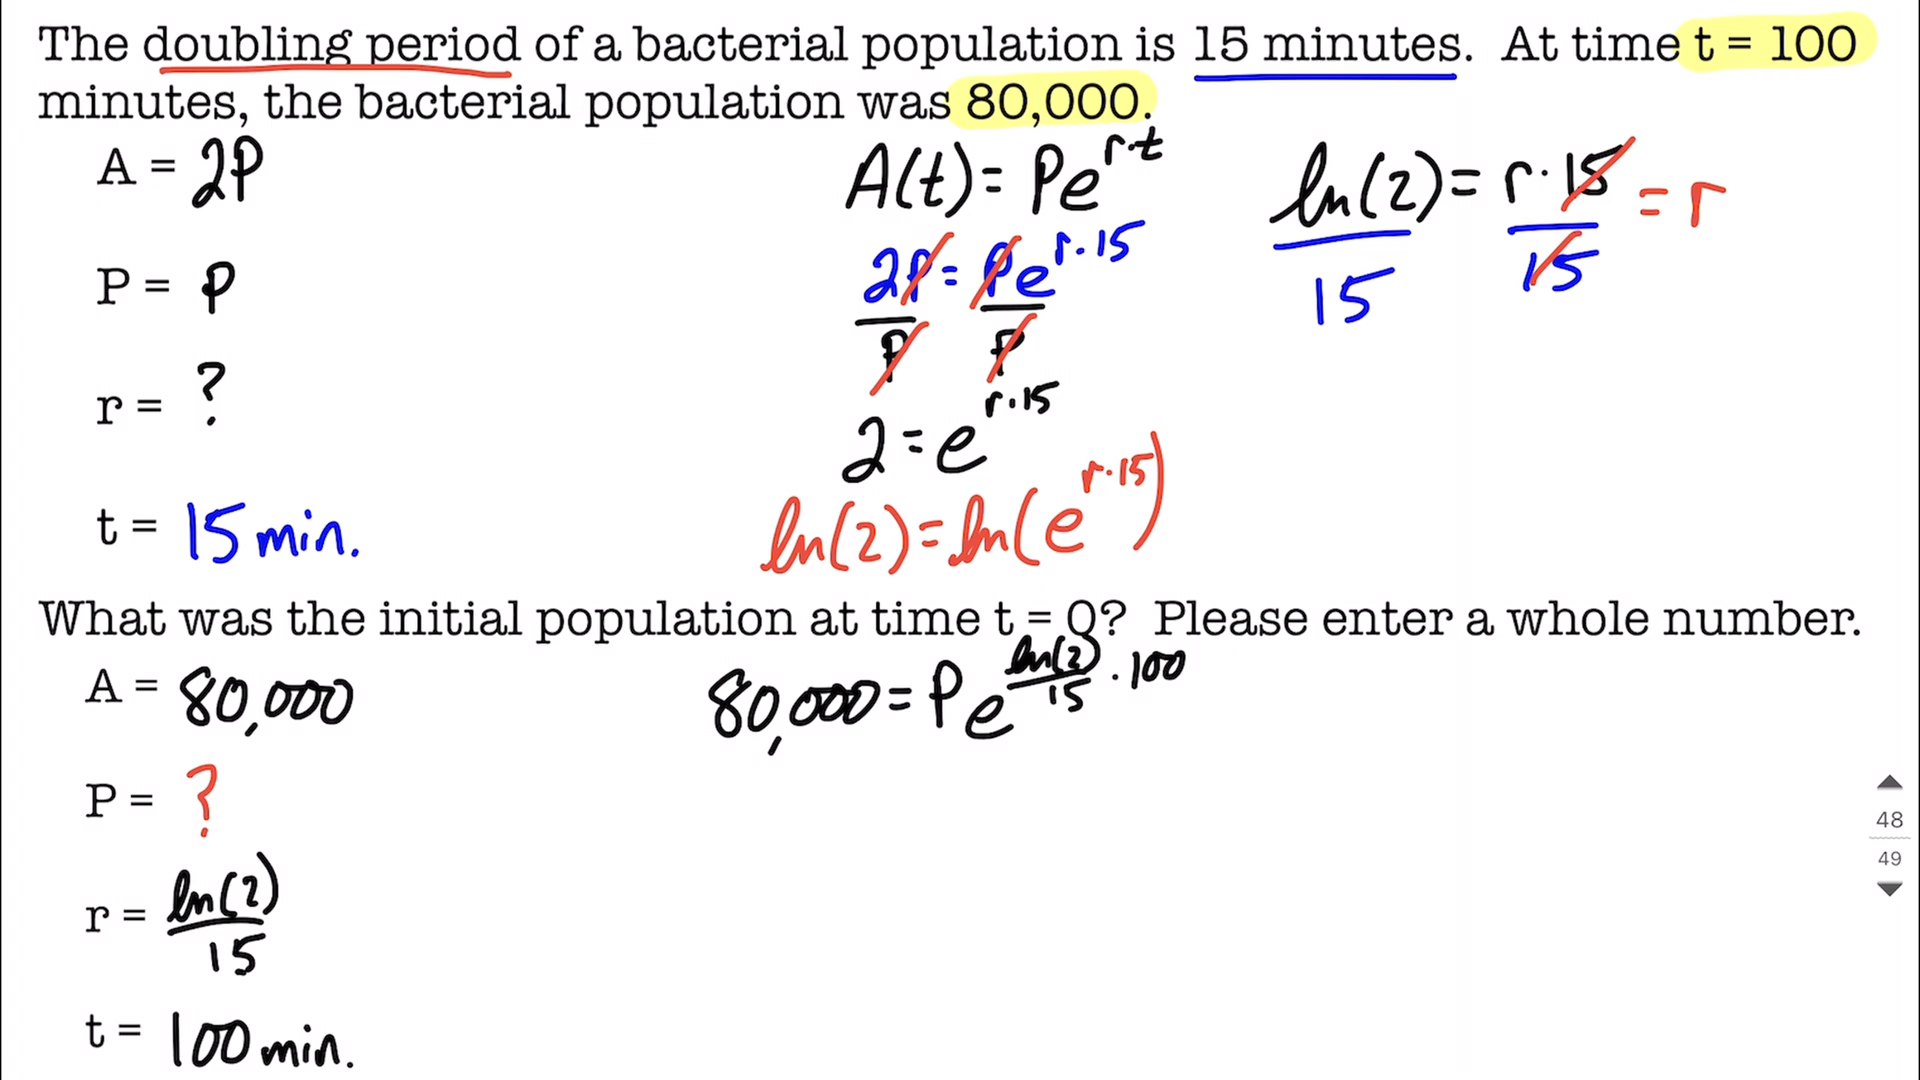 The doubling period of a bacterial population is 15 minutes. At time t = 100
minutes, the bacterial population was 80,000.
A = 2P
P = P
r = ?
t = 15 min.
A(t) = Pe^{r·t}
2P = Pe^{r·15}
P P
2 = e^{r·15}
ln(2) = ln(e^{r·15})
ln(2) = r·15 = r
15 15
What was the initial population at time t = 0? Please enter a whole number.
A = 80,000
P = ?
r = ln(2)
15
t = 100 min.
80,000 = Pe^{ln(2)/15 · 100}
48
49